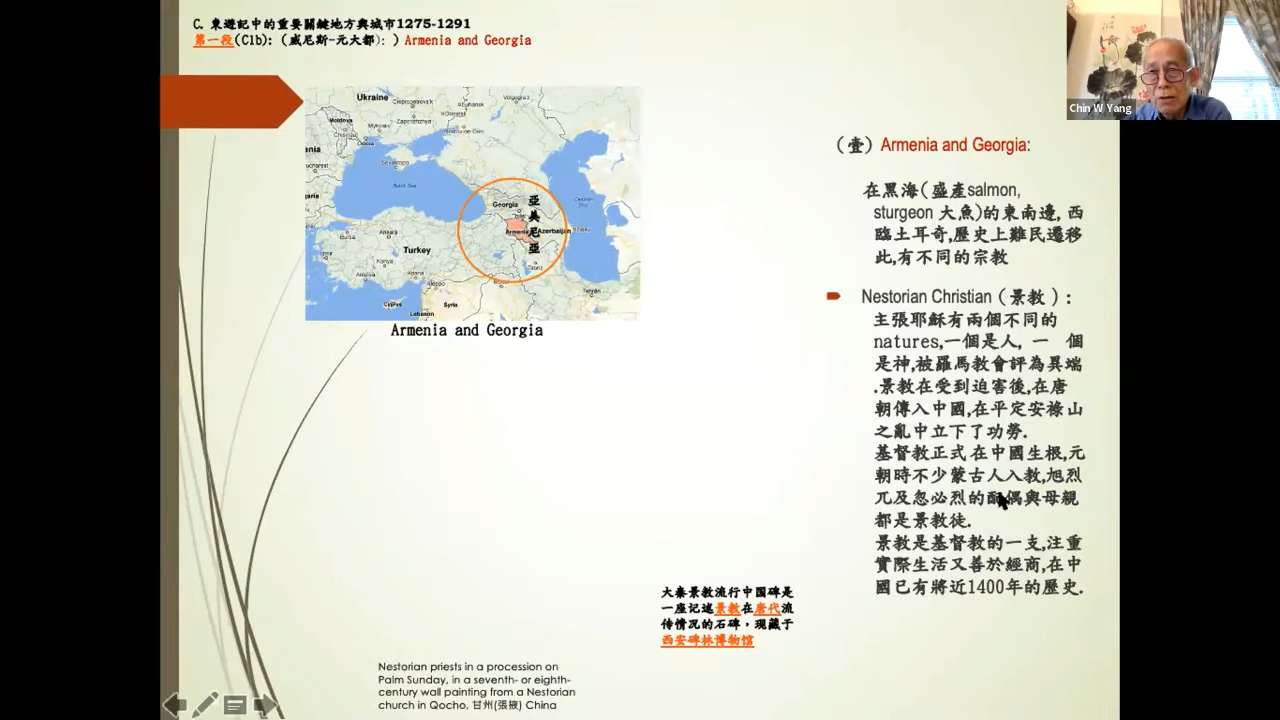 C. 東遊記中的重要關鍵地方與城市1275-1291
第一段(C1b): (威尼斯-元大都): ) Armenia and Georgia
Chin W Yang
Ukraine
Moldova
Black Sea
Georgia
Armenia
Azerbaijan
亞美尼亞
Turkey
Ankara
Konya
Aleppo
Cyprus
Syria
Lebanon
Armenia and Georgia
（壹）Armenia and Georgia:
在黑海(盛產salmon,
sturgeon 大魚)的東南邊, 西
臨土耳奇,歷史上難民遷移
此,有不同的宗教
Nestorian Christian（景教）:
主張耶穌有兩個不同的
natures,一個是人, 一 個
是神,被羅馬教會評為異端
.景教在受到迫害後,在唐
朝傳入中國,在平定安祿山
之亂中立下了功勞.
基督教正式在中國生根,元
朝時不少蒙古人入教,旭烈
兀及忽必烈的配偶與母親
都是景教徒.
景教是基督教的一支,注重
實際生活又善於經商,在中
國已有將近1400年的歷史.
大秦景教流行中国碑是
一座记述景教在唐代流
传情况的石碑，现藏于
西安碑林博物馆
Nestorian priests in a procession on
Palm Sunday, in a seventh- or eighth-
century wall painting from a Nestorian
church in Qocho, 甘州(張掖) China